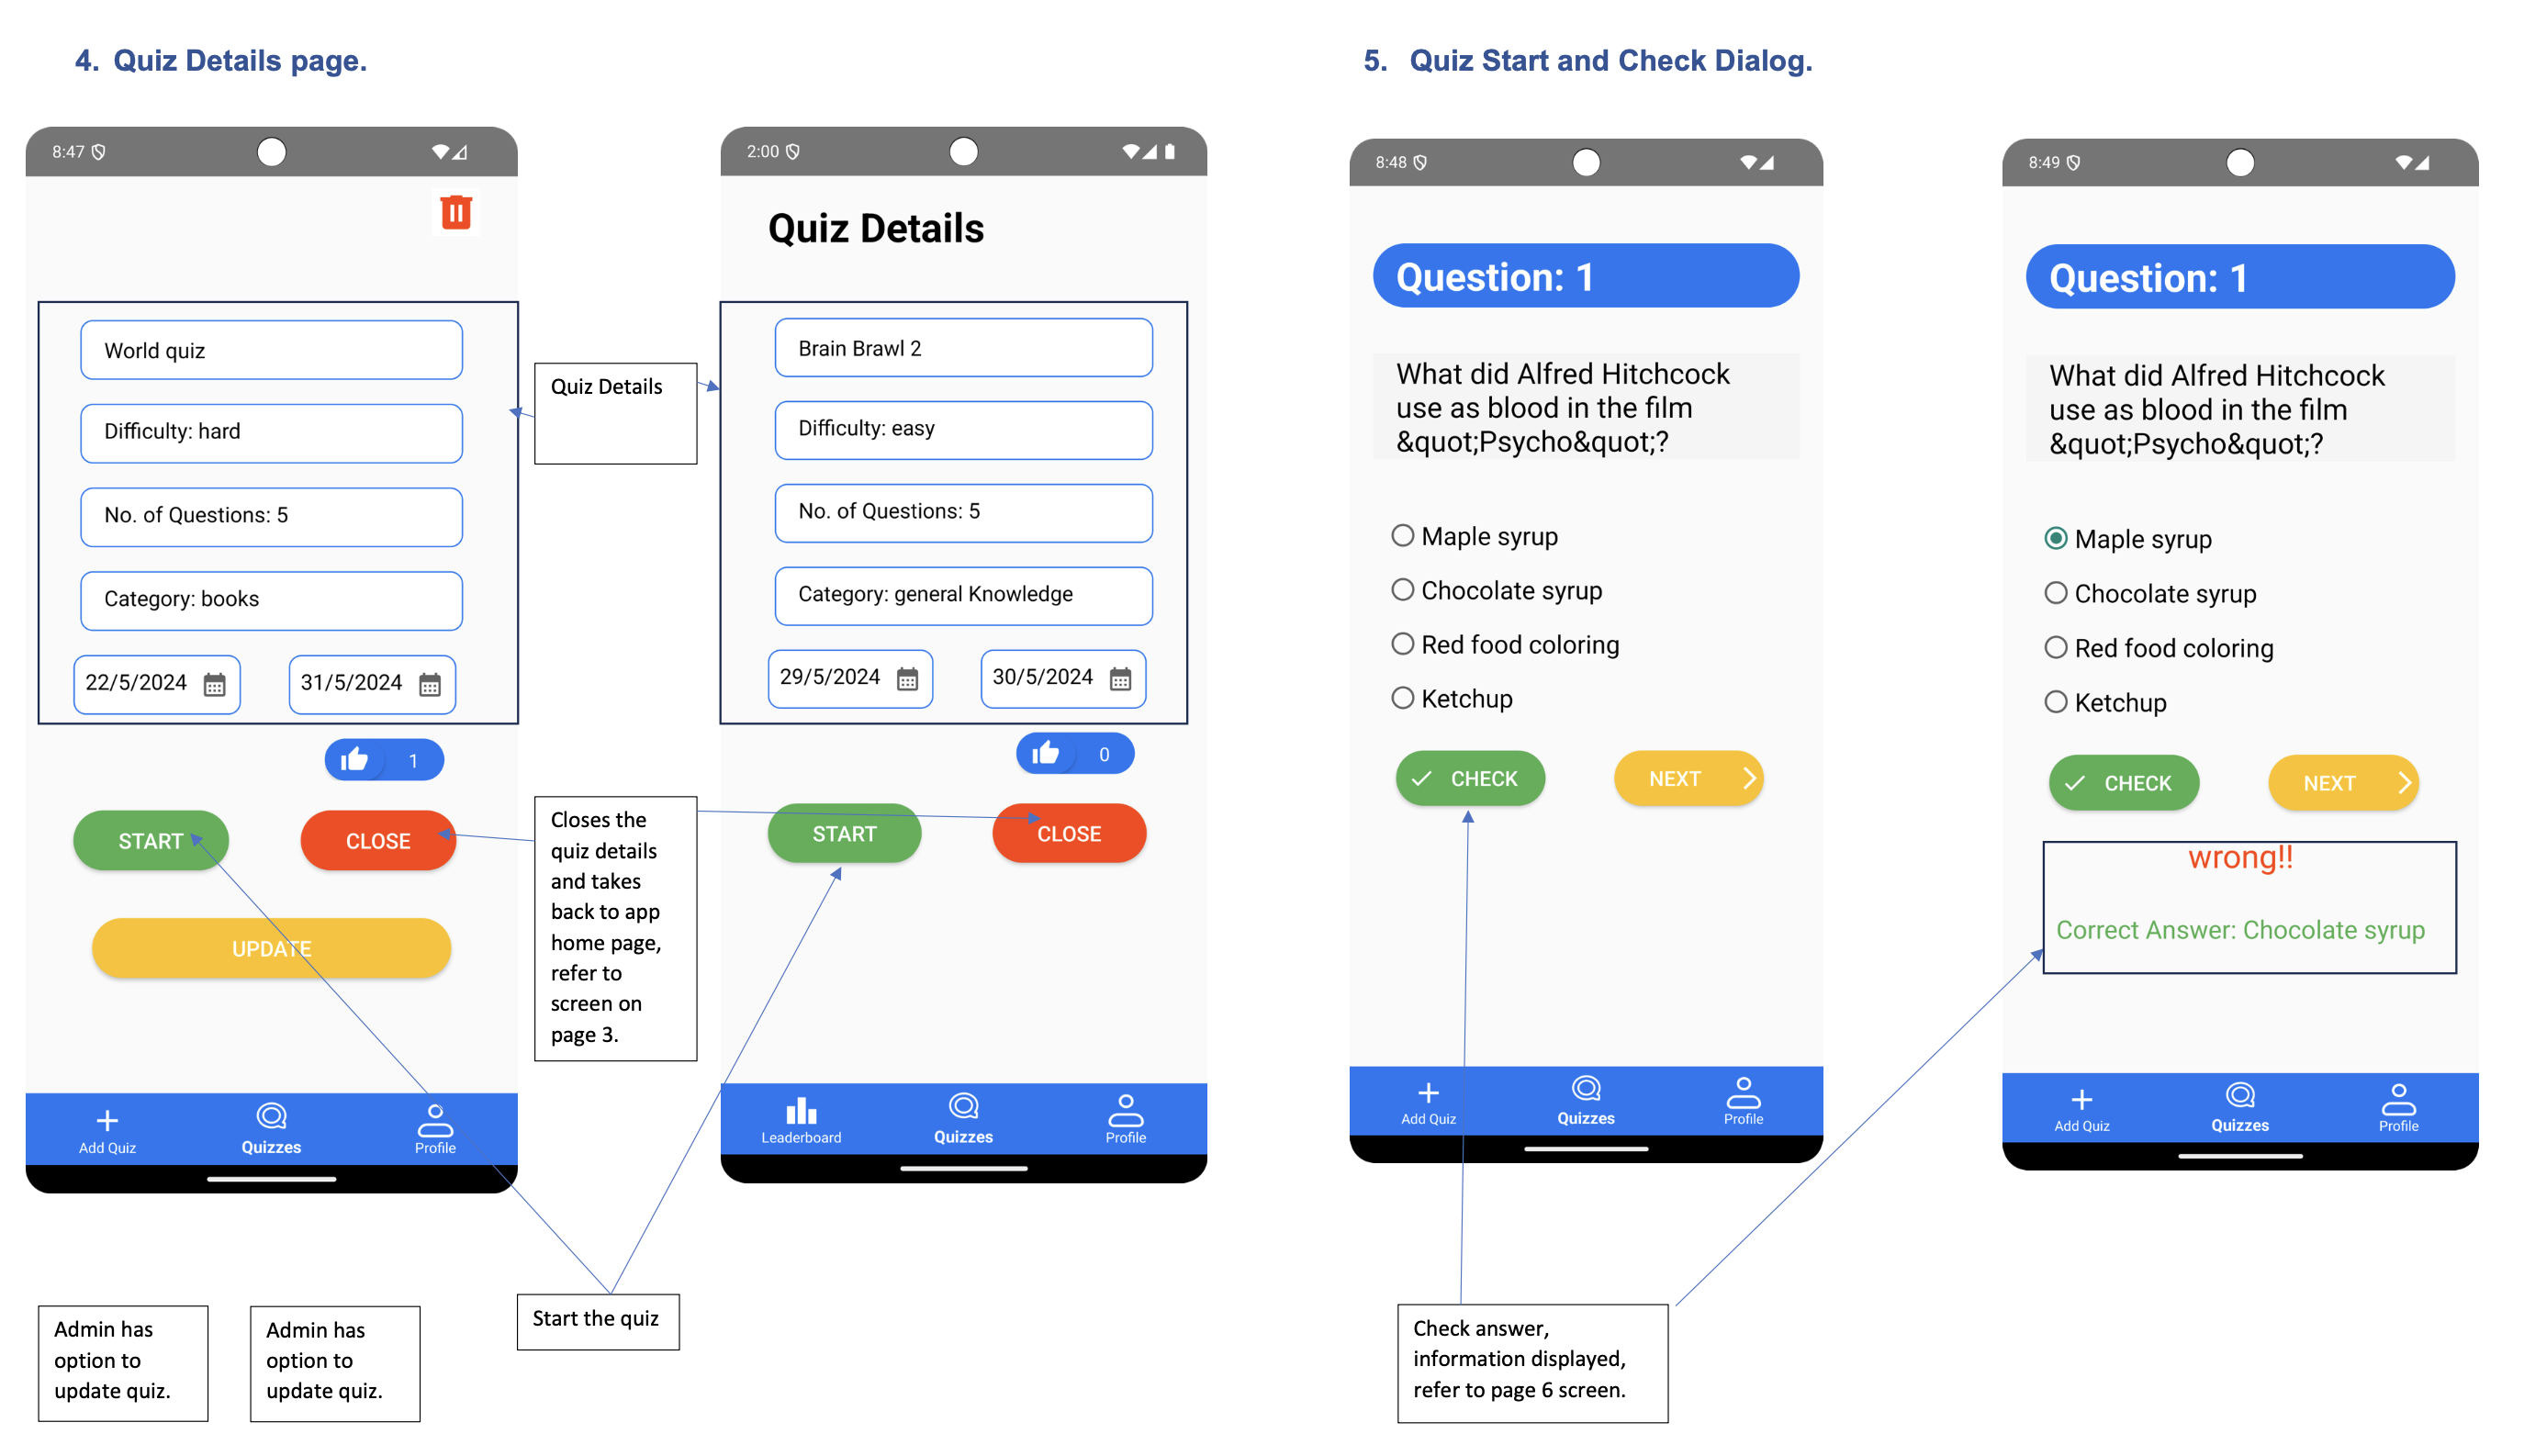 4. Quiz Details page.
8:47
World quiz
Difficulty: hard
No. of Questions: 5
Category: books
22/5/2024
31/5/2024
1
START
CLOSE
UPDATE
Add Quiz
Quizzes
Profile
Quiz Details
Closes the
quiz details
and takes
back to app
home page,
refer to
screen on
page 3.
2:00
Quiz Details
Brain Brawl 2
Difficulty: easy
No. of Questions: 5
Category: general Knowledge
29/5/2024
30/5/2024
0
START
CLOSE
Leaderboard
Quizzes
Profile
Admin has
option to
update quiz.
Admin has
option to
update quiz.
Start the quiz
5. Quiz Start and Check Dialog.
8:48
Question: 1
What did Alfred Hitchcock
use as blood in the film
&quot;Psycho&quot;?
Maple syrup
Chocolate syrup
Red food coloring
Ketchup
CHECK
NEXT
Add Quiz
Quizzes
Profile
8:49
Question: 1
What did Alfred Hitchcock
use as blood in the film
&quot;Psycho&quot;?
Maple syrup
Chocolate syrup
Red food coloring
Ketchup
CHECK
NEXT
wrong!!
Correct Answer: Chocolate syrup
Add Quiz
Quizzes
Profile
Check answer,
information displayed,
refer to page 6 screen.